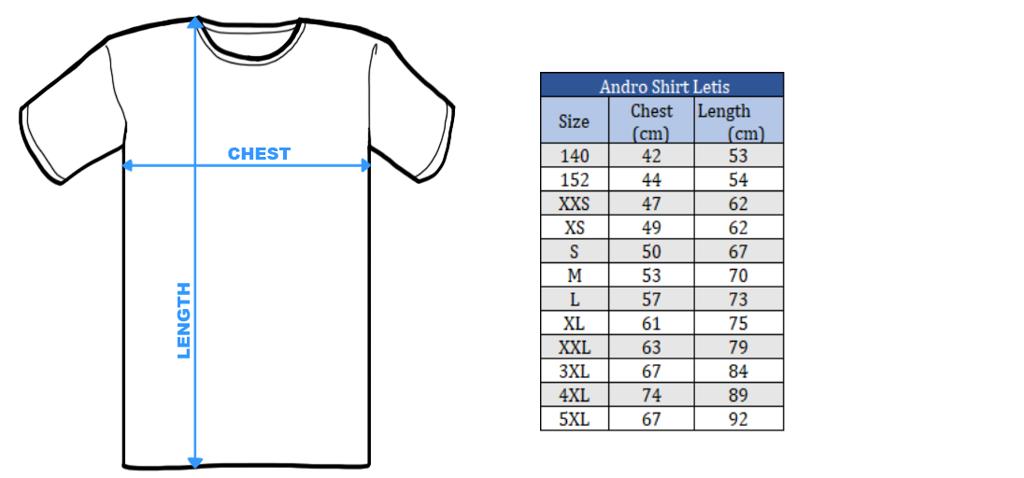 CHEST
LENGTH
Andro Shirt Letis
Size Chest (cm) Length (cm)
140 42 53
152 44 54
XXS 47 62
XS 49 62
S 50 67
M 53 70
L 57 73
XL 61 75
XXL 63 79
3XL 67 84
4XL 74 89
5XL 67 92